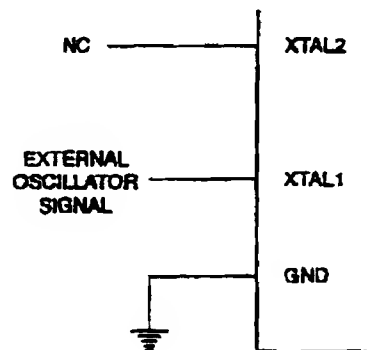 NC
XTAL2
EXTERNAL
OSCILLATOR
SIGNAL
XTAL1
GND